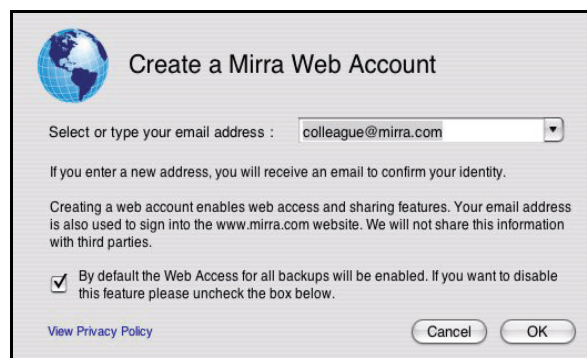 Create a Mirra Web Account
Select or type your email address :
colleague@mirra.com
If you enter a new address, you will receive an email to confirm your identity.
Creating a web account enables web access and sharing features. Your email address
is also used to sign into the www.mirra.com website. We will not share this information
with third parties.
By default the Web Access for all backups will be enabled. If you want to disable
this feature please uncheck the box below.
View Privacy Policy
Cancel
OK